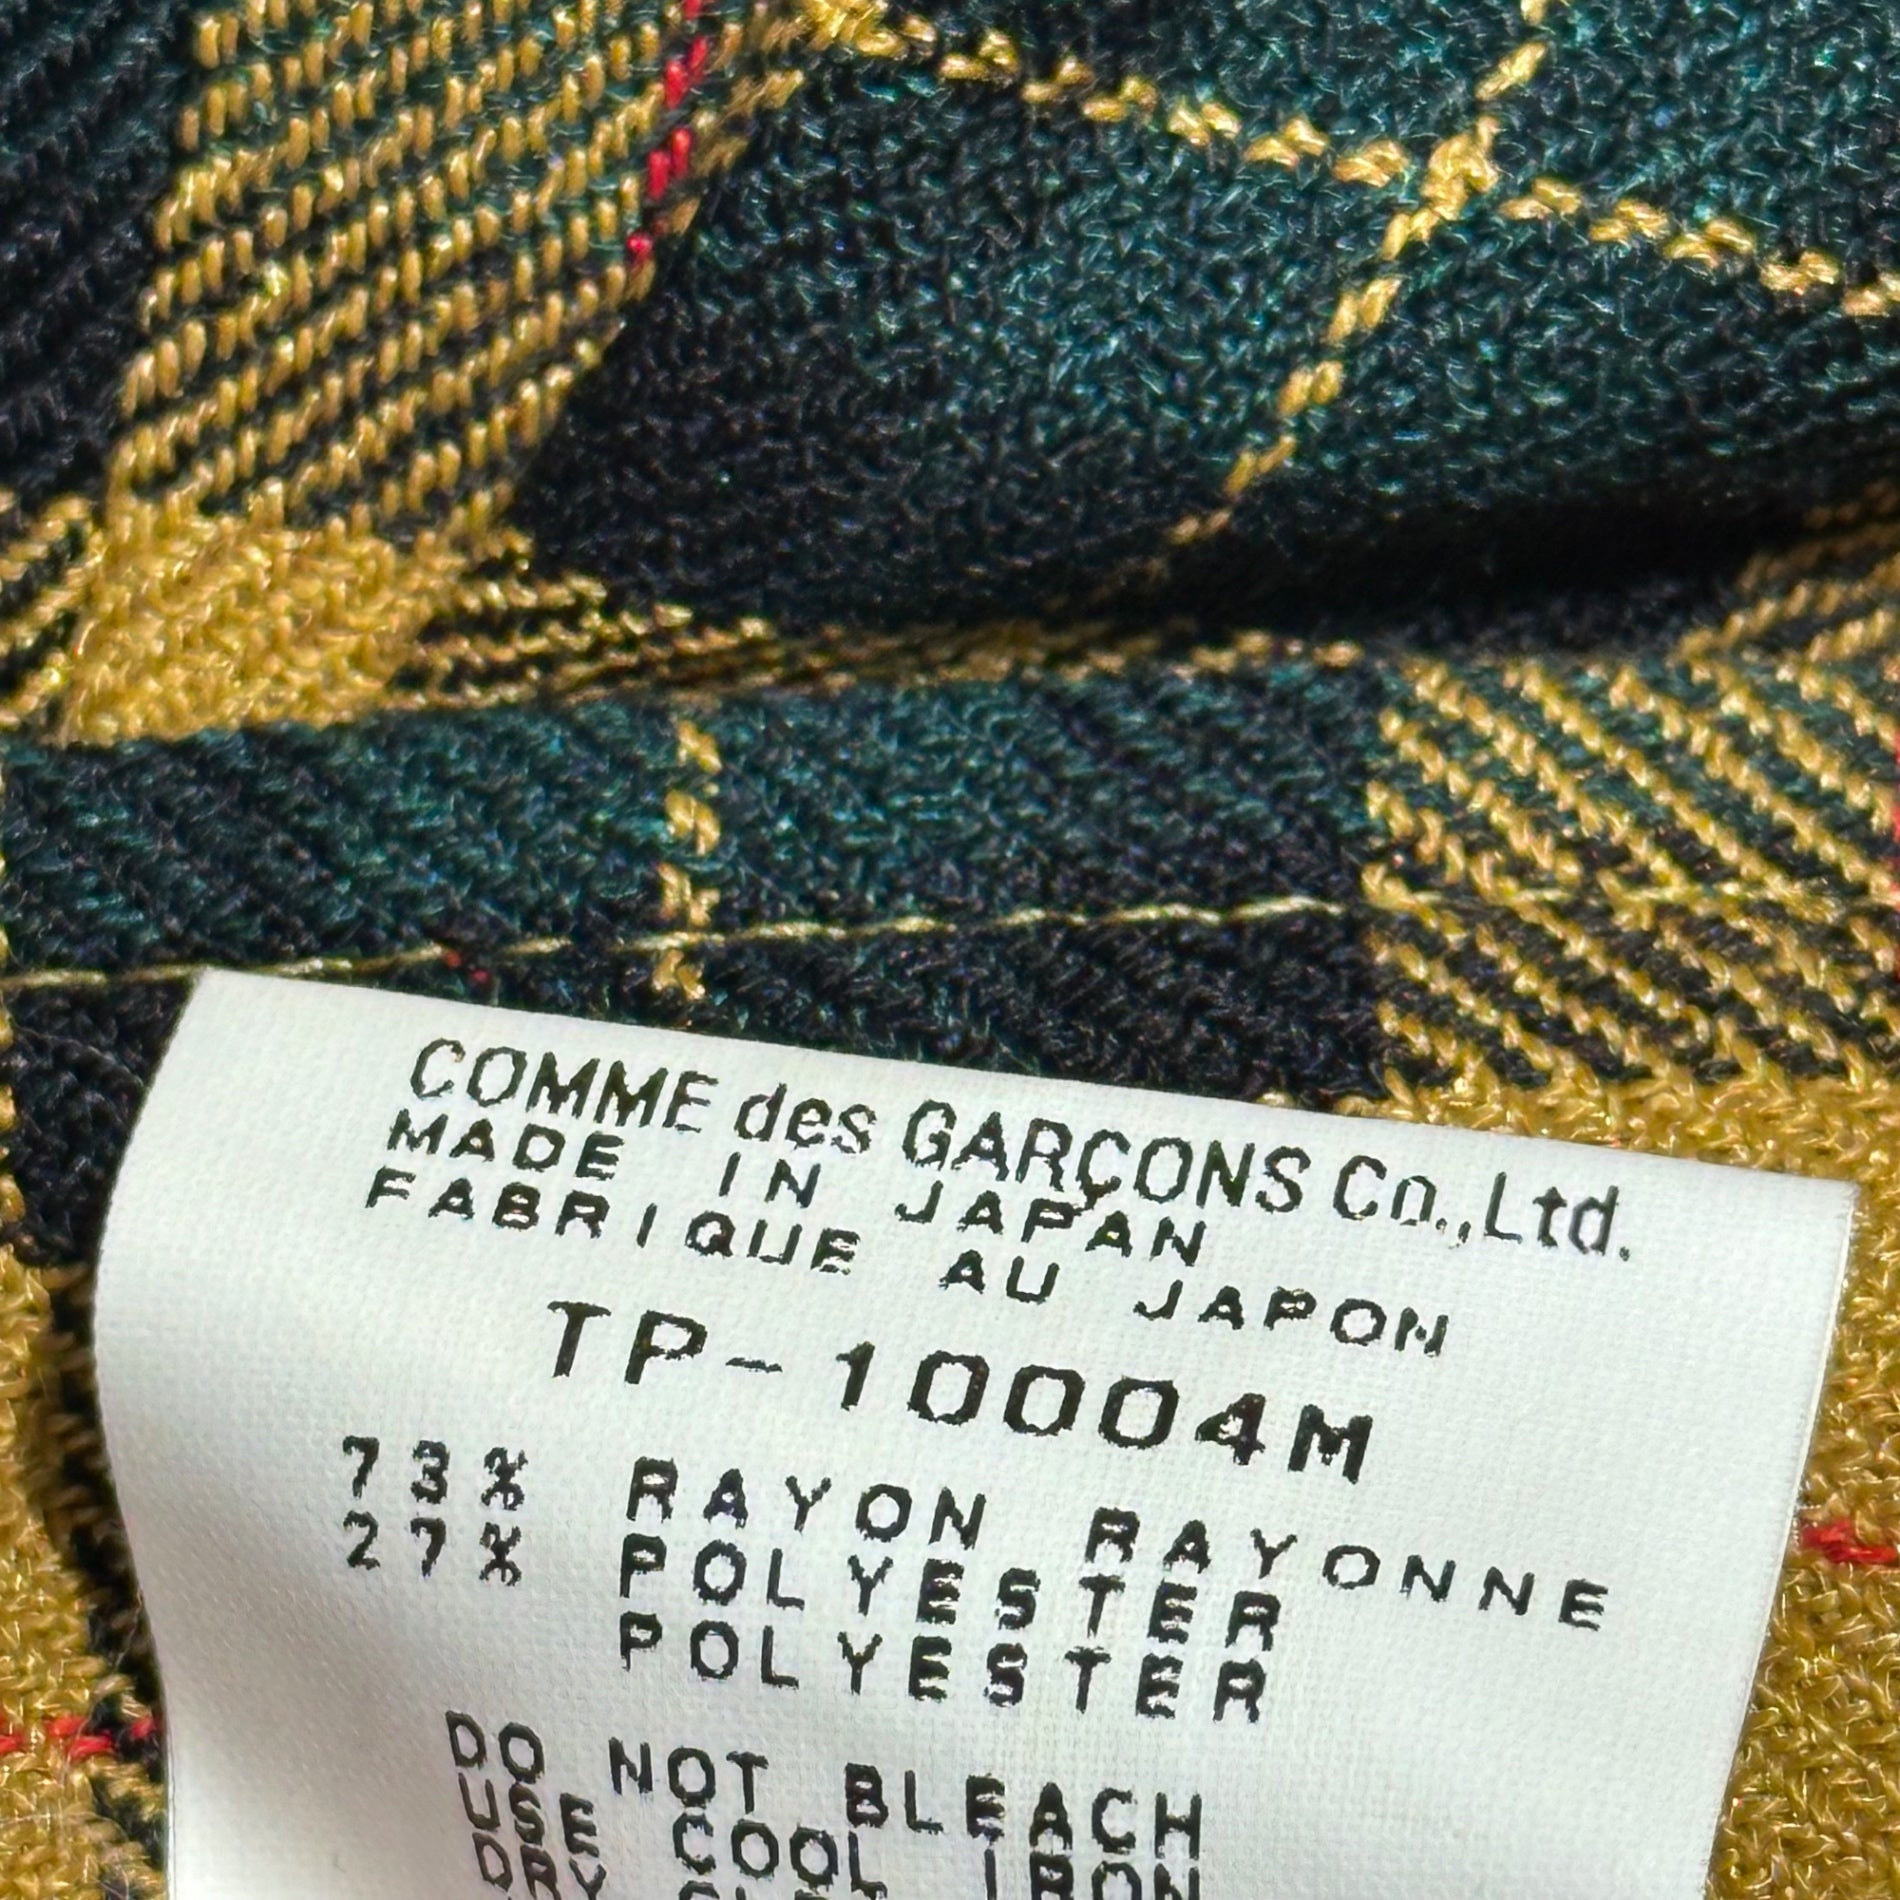 COMME des GARÇONS Co.,Ltd.
MADE IN JAPAN
FABRIQUE AU JAPON
TP-10004M
73% RAYON RAYONNE
27% POLYESTER
POLYESTER
DO NOT BLEACH
USE COOL IRON
DRY